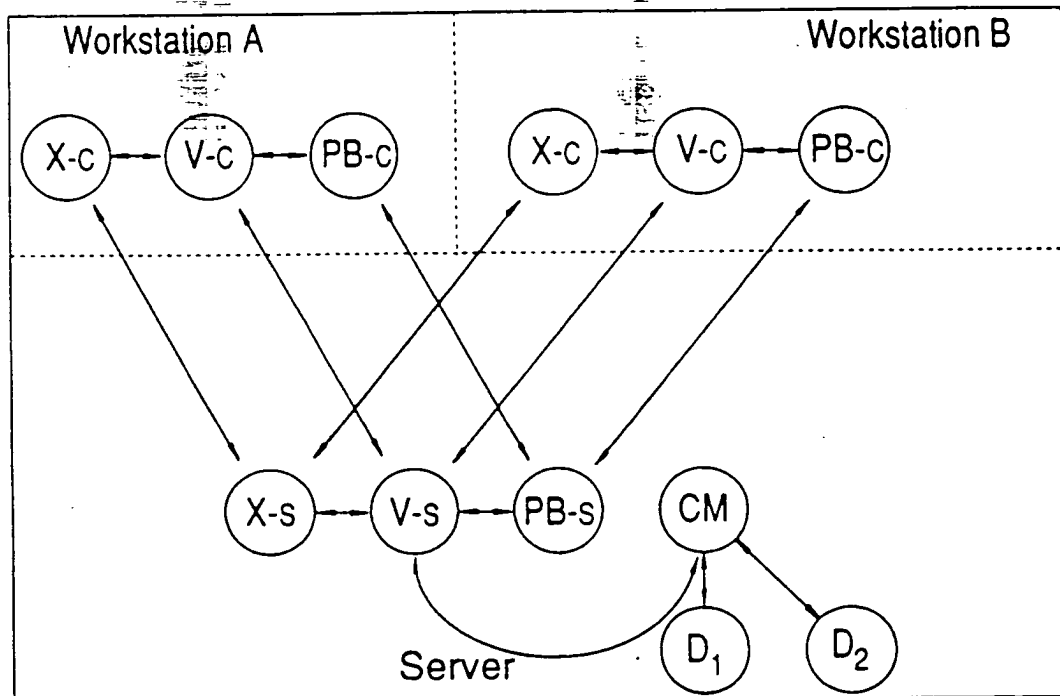 Workstation A
Workstation B
X-c
V-c
PB-c
X-c
V-c
PB-c
X-s
V-s
PB-s
CM
Server
D1
D2